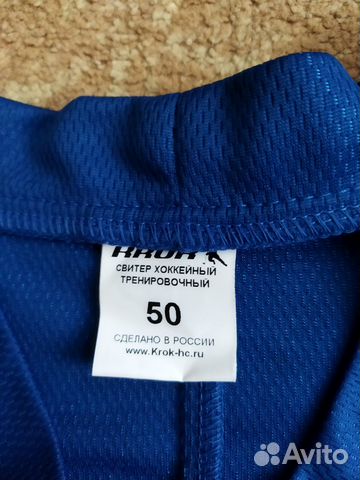 KROK
СВИТЕР ХОККЕЙНЫЙ
ТРЕНИРОВОЧНЫЙ
50
СДЕЛАНО В РОССИИ
www.Krok-hc.ru
Avito